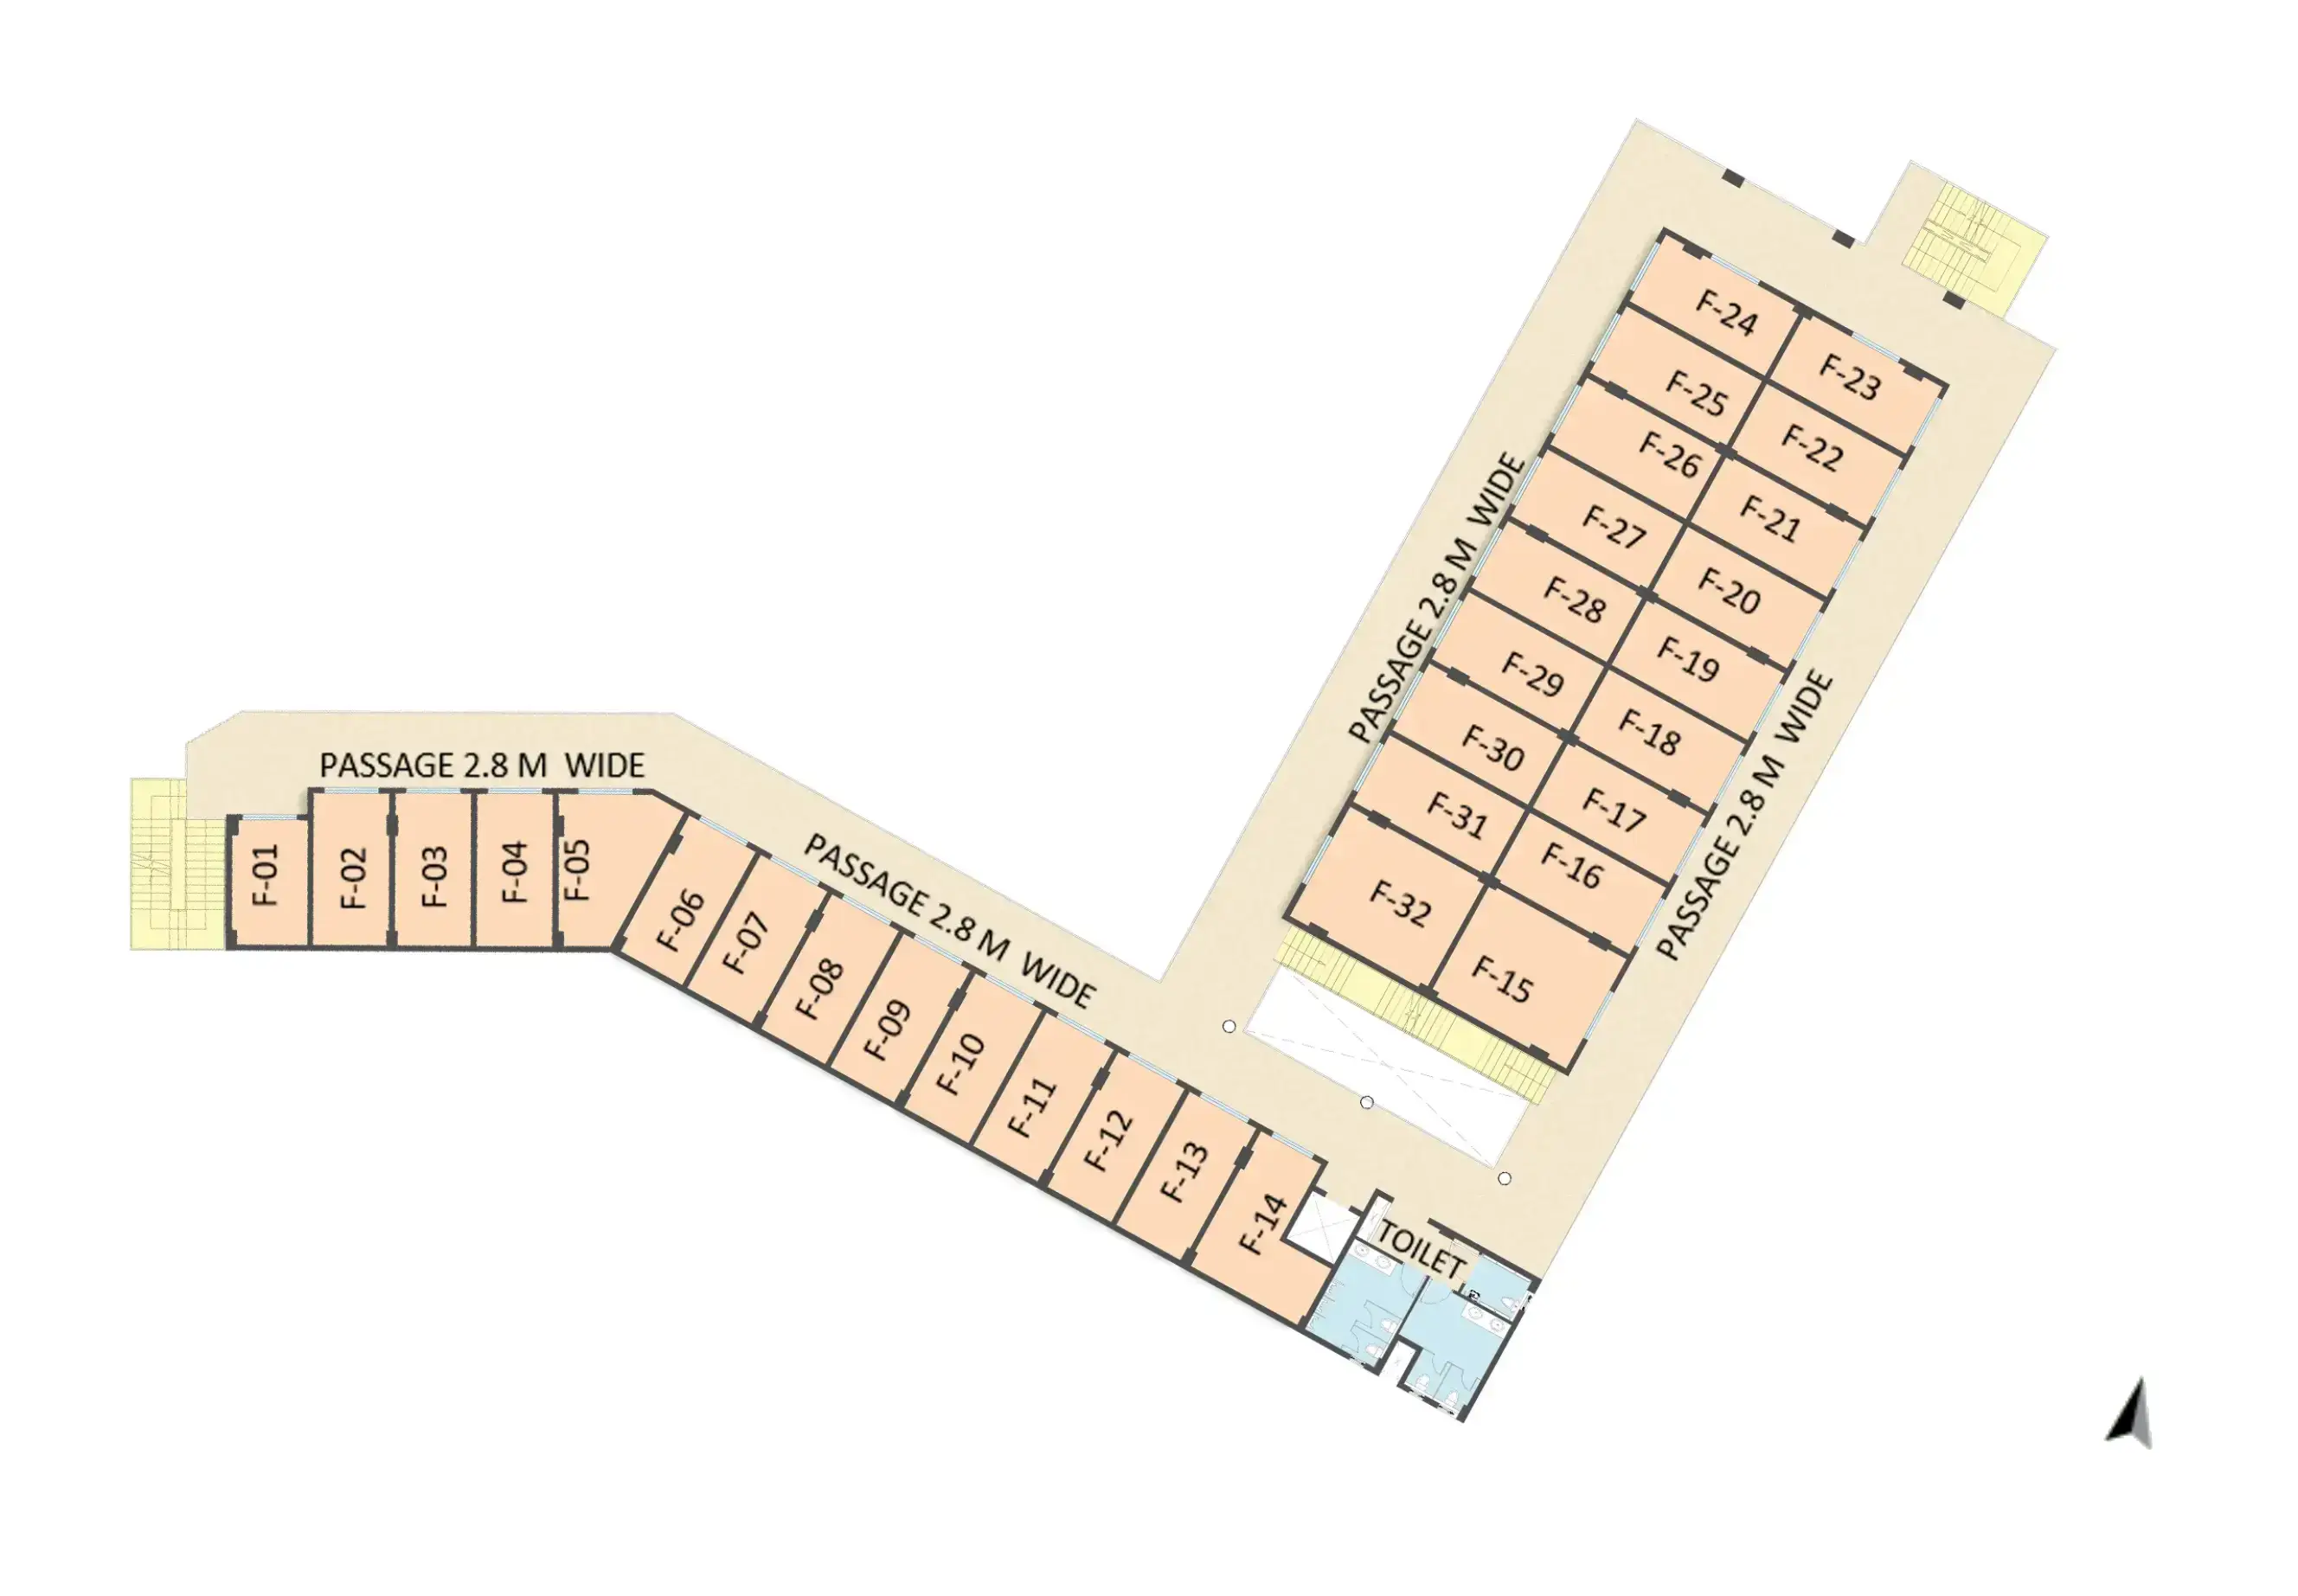 F-24
F-23
F-25
F-22
F-26
F-21
F-27
F-20
F-28
F-19
F-29
F-18
F-30
F-17
F-31
F-16
F-32
F-15
PASSAGE 2.8 M WIDE
PASSAGE 2.8 M WIDE
PASSAGE 2.8 M WIDE
F-01
F-02
F-03
F-04
F-05
PASSAGE 2.8 M WIDE
F-06
F-07
F-08
F-09
F-10
F-11
F-12
F-13
F-14
TOILET